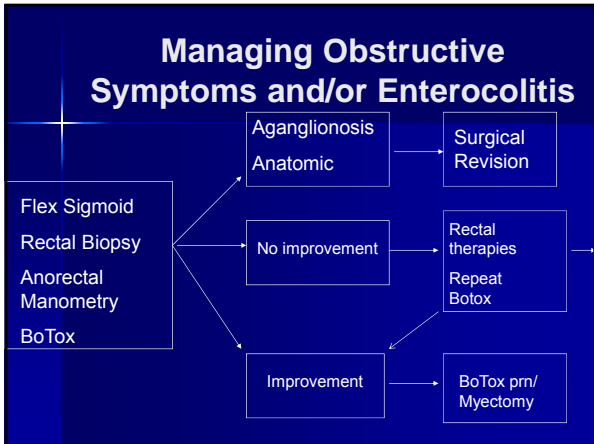 Managing Obstructive
Symptoms and/or Enterocolitis
Aganglionosis
Anatomic
Surgical
Revision
Flex Sigmoid
Rectal Biopsy
Anorectal
Manometry
BoTox
No improvement
Rectal
therapies
Repeat
Botox
Improvement
BoTox prn/
Myectomy